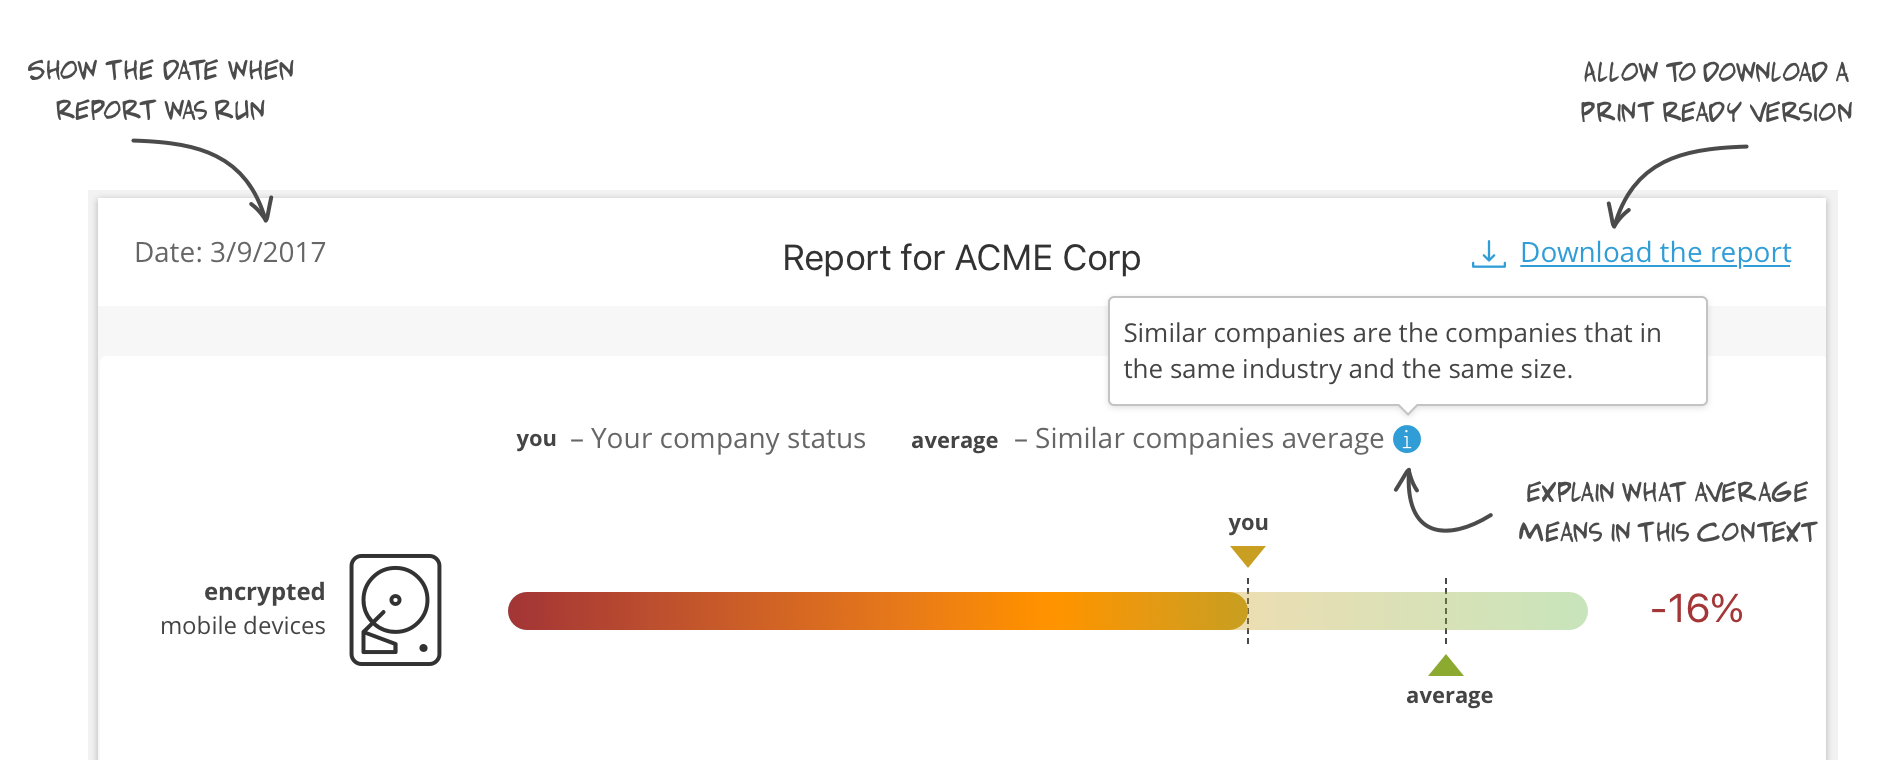 SHOW THE DATE WHEN
REPORT WAS RUN
ALLOW TO DOWNLOAD A
PRINT READY VERSION
Date: 3/9/2017
Report for ACME Corp
Download the report
Similar companies are the companies that in
the same industry and the same size.
you – Your company status
average – Similar companies average i
EXPLAIN WHAT AVERAGE
MEANS IN THIS CONTEXT
you
encrypted
mobile devices
-16%
average